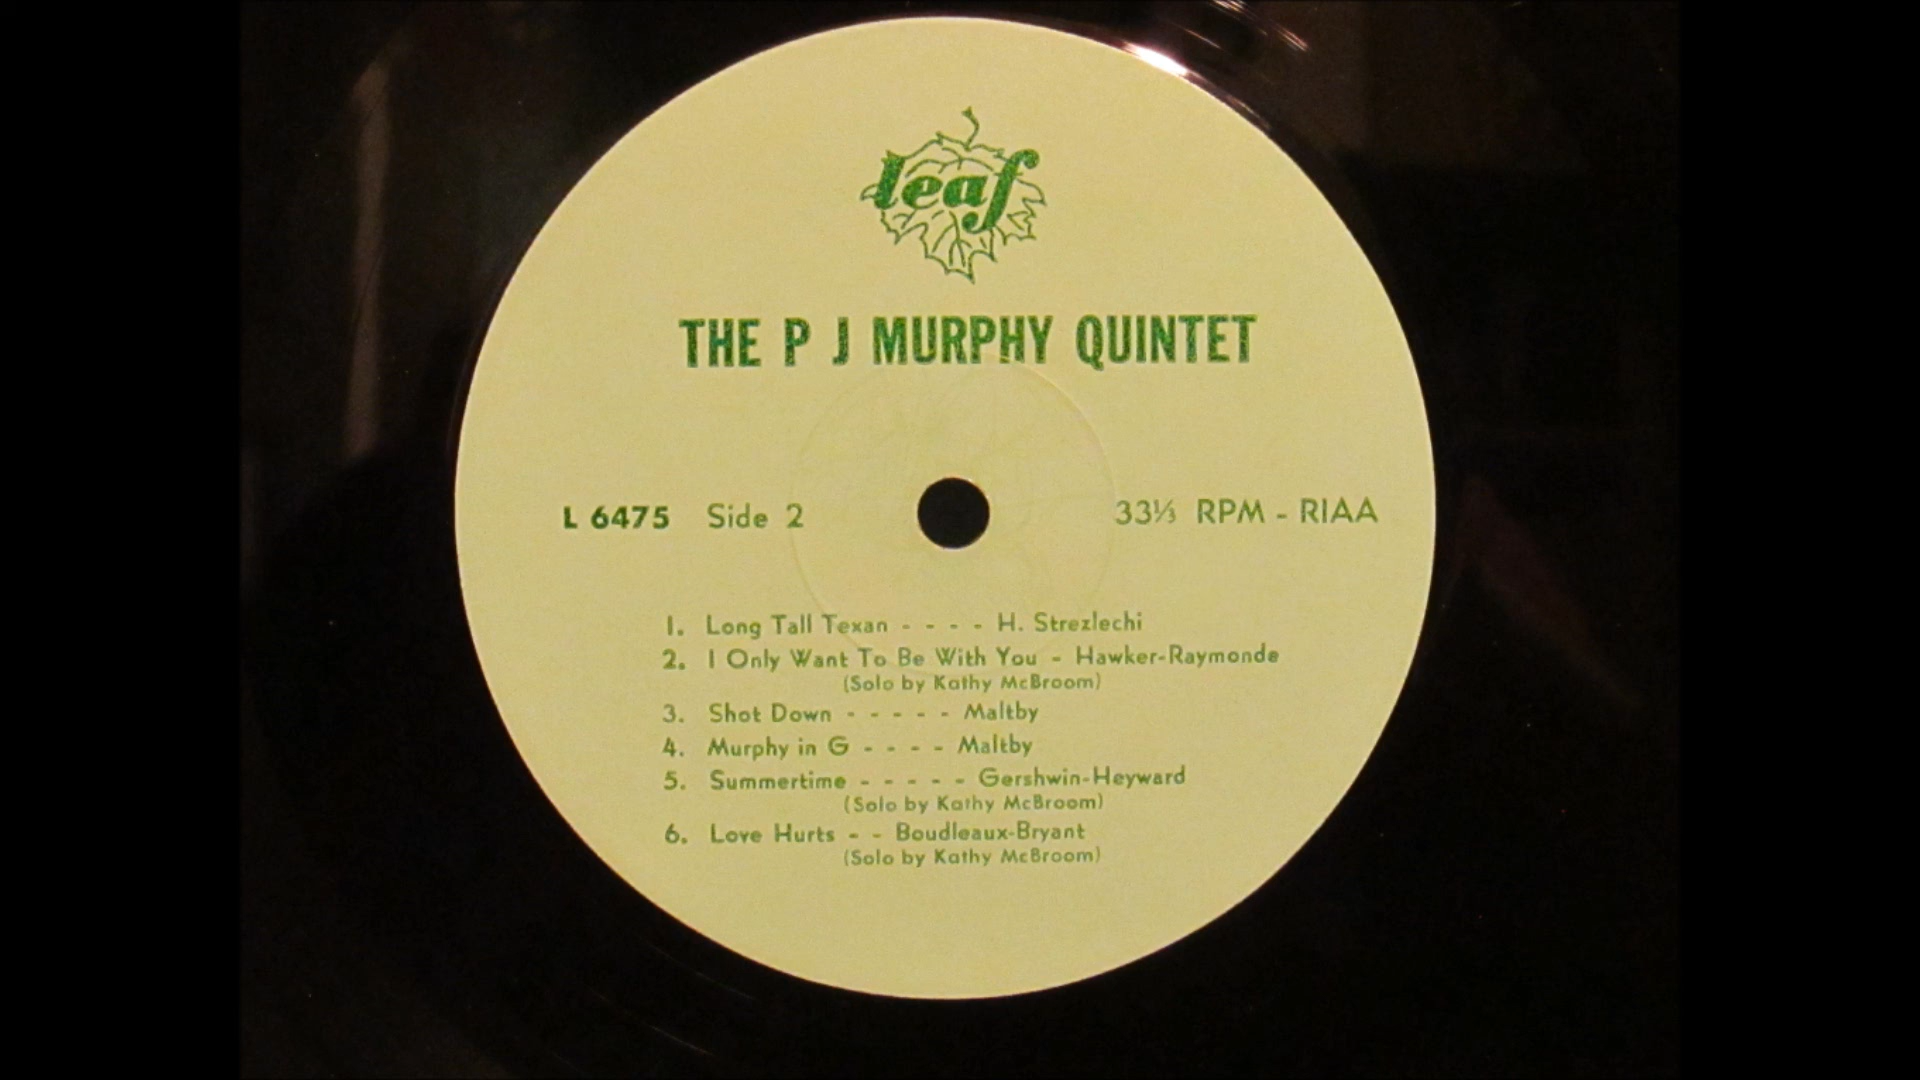 leaf
THE P J MURPHY QUINTET
L 6475 Side 2
33⅓ RPM - RIAA
1. Long Tall Texan - - - - H. Strezlechi
2. I Only Want To Be With You - Hawker-Raymonde
(Solo by Kathy McBroom)
3. Shot Down - - - - - Maltby
4. Murphy in G - - - - Maltby
5. Summertime - - - - - Gershwin-Heyward
(Solo by Kathy McBroom)
6. Love Hurts - - Boudleaux-Bryant
(Solo by Kathy McBroom)